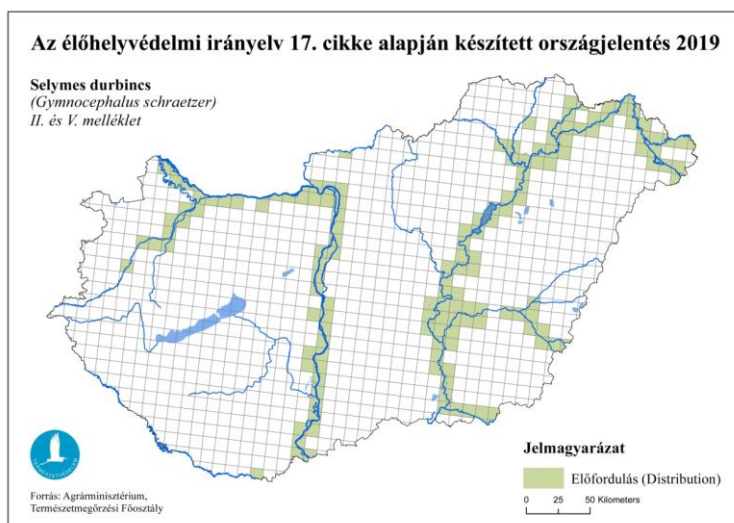 Az élőhelyvédelmi irányelv 17. cikke alapján készített országjelentés 2019
Selymes durbincs
(Gymnocephalus schraetzer)
II. és V. melléklet
TERMÉSZETVÉDELEM
Forrás: Agrárminisztérium,
Természetmegőrzési Főosztály
Jelmagyarázat
Előfordulás (Distribution)
0 25 50 Kilometers